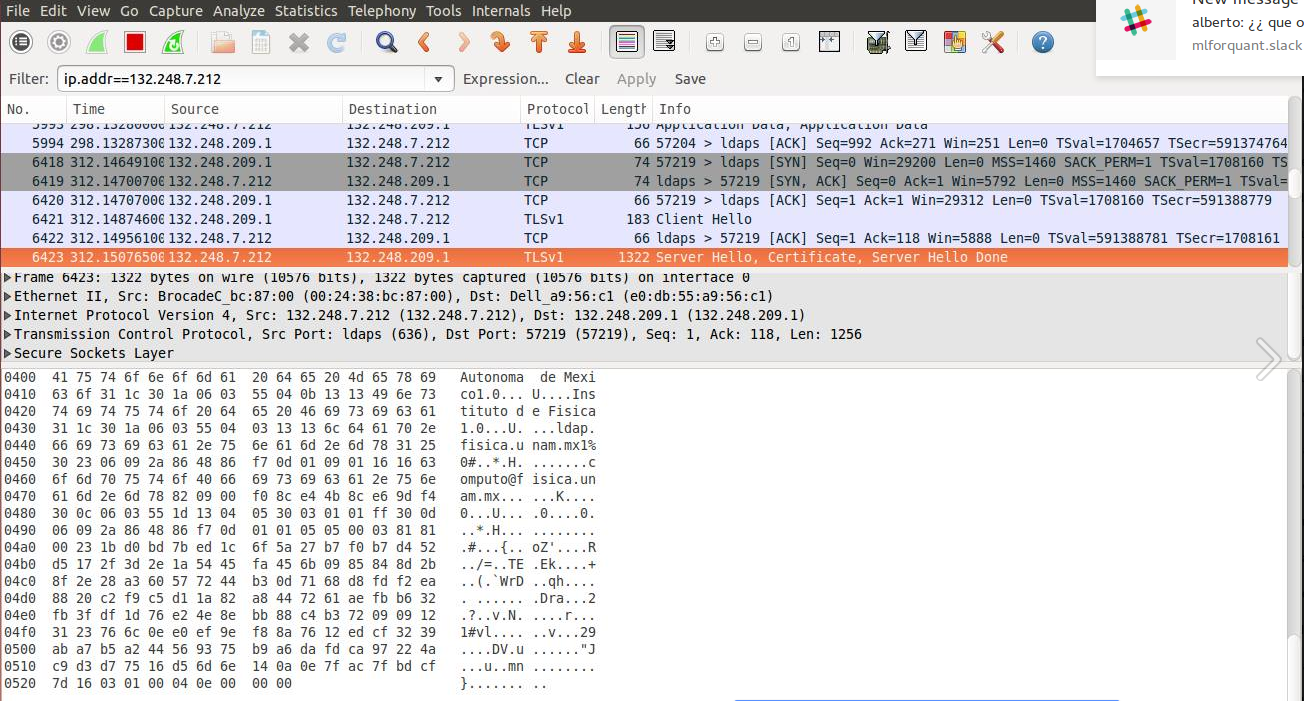 File Edit View Go Capture Analyze Statistics Telephony Tools Internals Help
New message
alberto: ¿¿ que o
mlforquant.slack
Filter: ip.addr==132.248.7.212 Expression... Clear Apply Save
No. Time Source Destination Protocol Length Info
5993 298.13280000 132.248.7.212 132.248.209.1 TLSv1 156 Application Data, Application Data
5994 298.13287300 132.248.209.1 132.248.7.212 TCP 66 57204 > ldaps [ACK] Seq=992 Ack=271 Win=251 Len=0 TSval=1704657 TSecr=591374764
6418 312.14649100 132.248.209.1 132.248.7.212 TCP 74 57219 > ldaps [SYN] Seq=0 Win=29200 Len=0 MSS=1460 SACK_PERM=1 TSval=1708160 TS
6419 312.14700700 132.248.7.212 132.248.209.1 TCP 74 ldaps > 57219 [SYN, ACK] Seq=0 Ack=1 Win=5792 Len=0 MSS=1460 SACK_PERM=1 TSval=
6420 312.14707000 132.248.209.1 132.248.7.212 TCP 66 57219 > ldaps [ACK] Seq=1 Ack=1 Win=29312 Len=0 TSval=1708160 TSecr=591388779
6421 312.14874600 132.248.209.1 132.248.7.212 TLSv1 183 Client Hello
6422 312.14956100 132.248.7.212 132.248.209.1 TCP 66 ldaps > 57219 [ACK] Seq=1 Ack=118 Win=5888 Len=0 TSval=591388781 TSecr=1708161
6423 312.15076500 132.248.7.212 132.248.209.1 TLSv1 1322 Server Hello, Certificate, Server Hello Done
Frame 6423: 1322 bytes on wire (10576 bits), 1322 bytes captured (10576 bits) on interface 0
Ethernet II, Src: BrocadeC_bc:87:00 (00:24:38:bc:87:00), Dst: Dell_a9:56:c1 (e0:db:55:a9:56:c1)
Internet Protocol Version 4, Src: 132.248.7.212 (132.248.7.212), Dst: 132.248.209.1 (132.248.209.1)
Transmission Control Protocol, Src Port: ldaps (636), Dst Port: 57219 (57219), Seq: 1, Ack: 118, Len: 1256
Secure Sockets Layer
0400 41 75 74 6f 6e 6f 6d 61 20 64 65 20 4d 65 78 69 Autonoma de Mexi
0410 63 6f 31 1c 30 1a 06 03 55 04 0b 13 13 49 6e 73 co1.0... U....Ins
0420 74 69 74 75 74 6f 20 64 65 20 46 69 73 69 63 61 tituto d e Fisica
0430 31 1c 30 1a 06 03 55 04 03 13 13 6c 64 61 70 2e 1.0...U. ...ldap.
0440 66 69 73 69 63 61 2e 75 6e 61 6d 2e 6d 78 31 25 fisica.u nam.mx1%
0450 30 23 06 09 2a 86 48 86 f7 0d 01 09 01 16 16 63 0#..*.H. .......c
0460 6f 6d 70 75 74 6f 40 66 69 73 69 63 61 2e 75 6e omputo@f isica.un
0470 61 6d 2e 6d 78 82 09 00 f0 8c e4 4b 8c e6 9d f4 am.mx... ...K....
0480 30 0c 06 03 55 1d 13 04 05 30 03 01 01 ff 30 0d 0...U... .0....0.
0490 06 09 2a 86 48 86 f7 0d 01 01 05 05 00 03 81 81 ..*.H... ........
04a0 00 23 1b d0 bd 7b ed 1c 6f 5a 27 b7 f0 b7 d4 52 .#...{.. oZ'....R
04b0 d5 17 2f 3d 2e 1a 54 45 fa 45 6b 09 85 84 8d 2b ../=..TE .Ek....+
04c0 8f 2e 28 a3 60 57 72 44 b3 0d 71 68 d8 fd f2 ea ..(.`WrD ..qh....
04d0 88 20 c2 f9 c5 d1 1a 82 a8 44 72 61 ae fb b6 32 . ...... .Dra...2
04e0 fb 3f df 1d 76 e2 4e 8e bb 88 c4 b3 72 09 09 12 .?..v.N. ....r...
04f0 31 23 76 6c 0e e0 ef 9e f8 8a 76 12 ed cf 32 39 1#vl.... ..v...29
0500 ab a7 b5 a2 44 56 93 75 b9 a6 da fd ca 97 22 4a ....DV.u ......"J
0510 c9 d3 d7 75 16 d5 6d 6e 14 0a 0e 7f ac 7f bd cf ...u..mn ........
0520 7d 16 03 01 00 04 0e 00 00 00 }....... ..